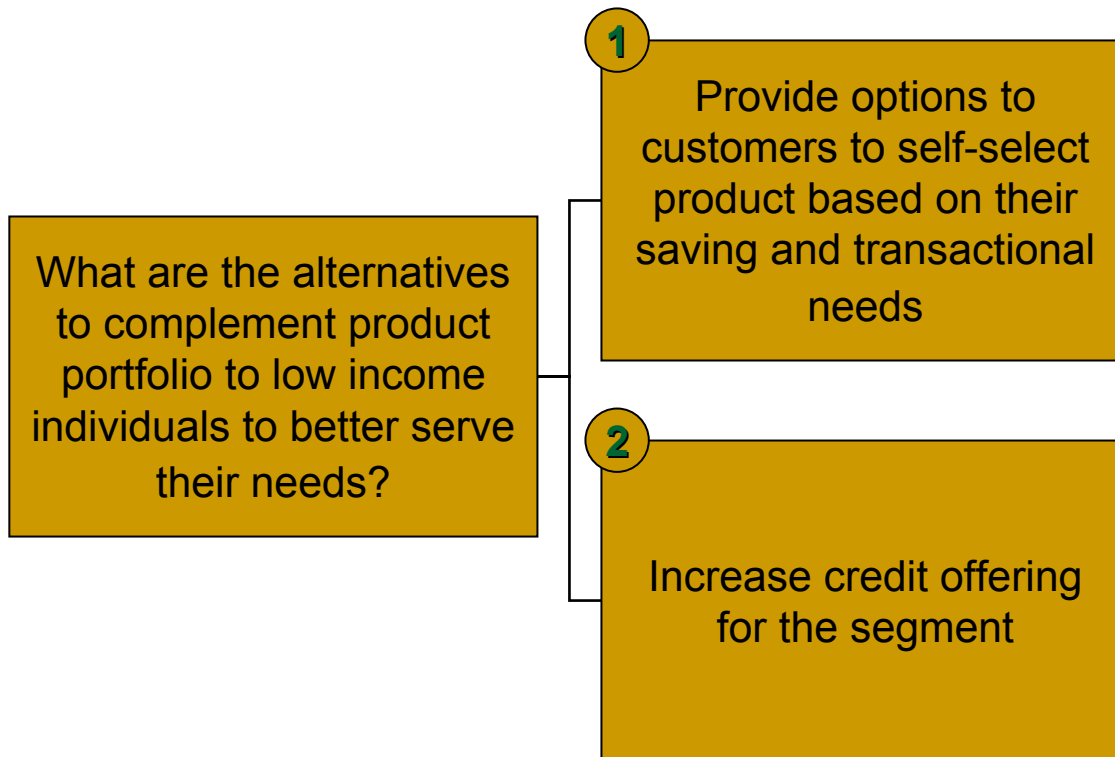 What are the alternatives
to complement product
portfolio to low income
individuals to better serve
their needs?
1
Provide options to
customers to self-select
product based on their
saving and transactional
needs
2
Increase credit offering
for the segment